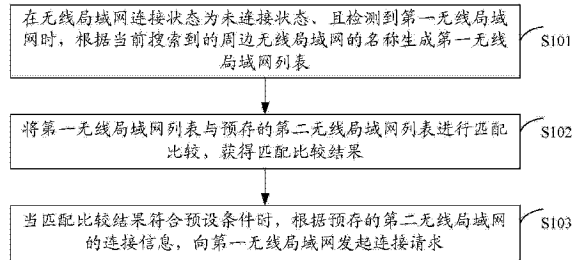 在无线局域网连接状态为未连接状态、且检测到第一无线局域
网时，根据当前搜索到的周边无线局域网的名称生成第一无线
局域网列表
S101
将第一无线局域网列表与预存的第二无线局域网列表进行匹配
比较，获得匹配比较结果
S102
当匹配比较结果符合预设条件时，根据预存的第二无线局域网
的连接信息，向第一无线局域网发起连接请求
S103